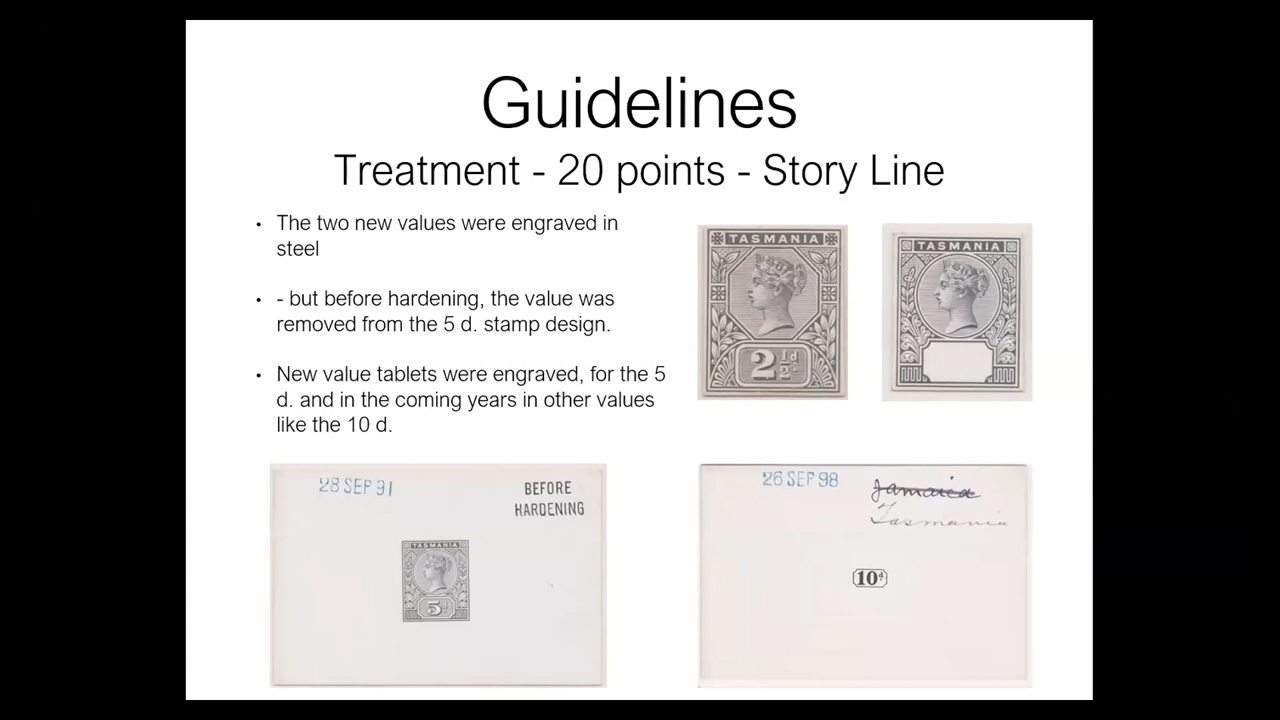 Guidelines
Treatment - 20 points - Story Line
• The two new values were engraved in
steel
• - but before hardening, the value was
removed from the 5 d. stamp design.
• New value tablets were engraved, for the 5
d. and in the coming years in other values
like the 10 d.
TASMANIA
2 1/2 d
TASMANIA
28 SEP 91
BEFORE
HARDENING
TASMANIA
5d
26 SEP 98
Jamaica
Tasmania
10d